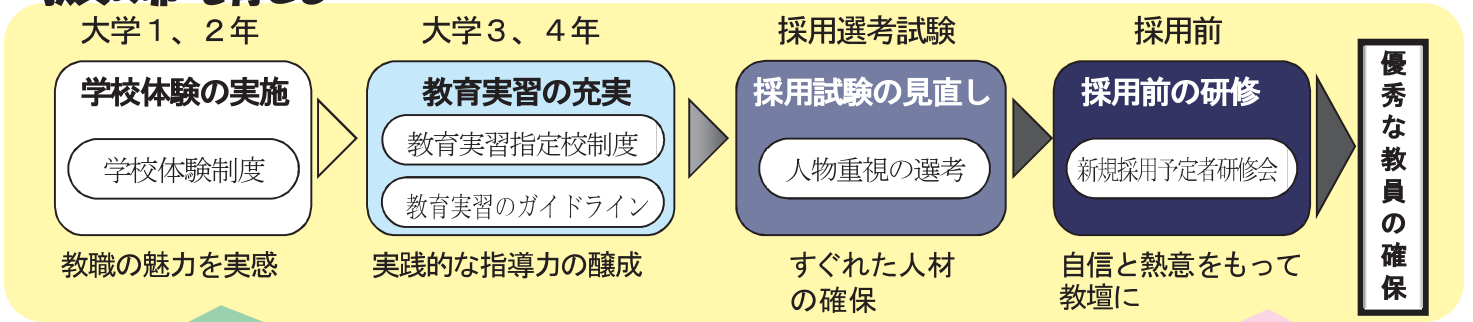 大学１、２年
大学３、４年
採用選考試験
採用前
学校体験の実施
学校体験制度
教職の魅力を実感
教育実習の充実
教育実習指定校制度
教育実習のガイドライン
実践的な指導力の醸成
採用試験の見直し
人物重視の選考
すぐれた人材
の確保
採用前の研修
新規採用予定者研修会
自信と熱意をもって
教壇に
優秀な教員の確保